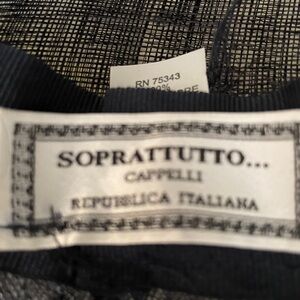 RN 75343
SOPRATTUTTO...
CAPPELLI
REPUBBLICA ITALIANA